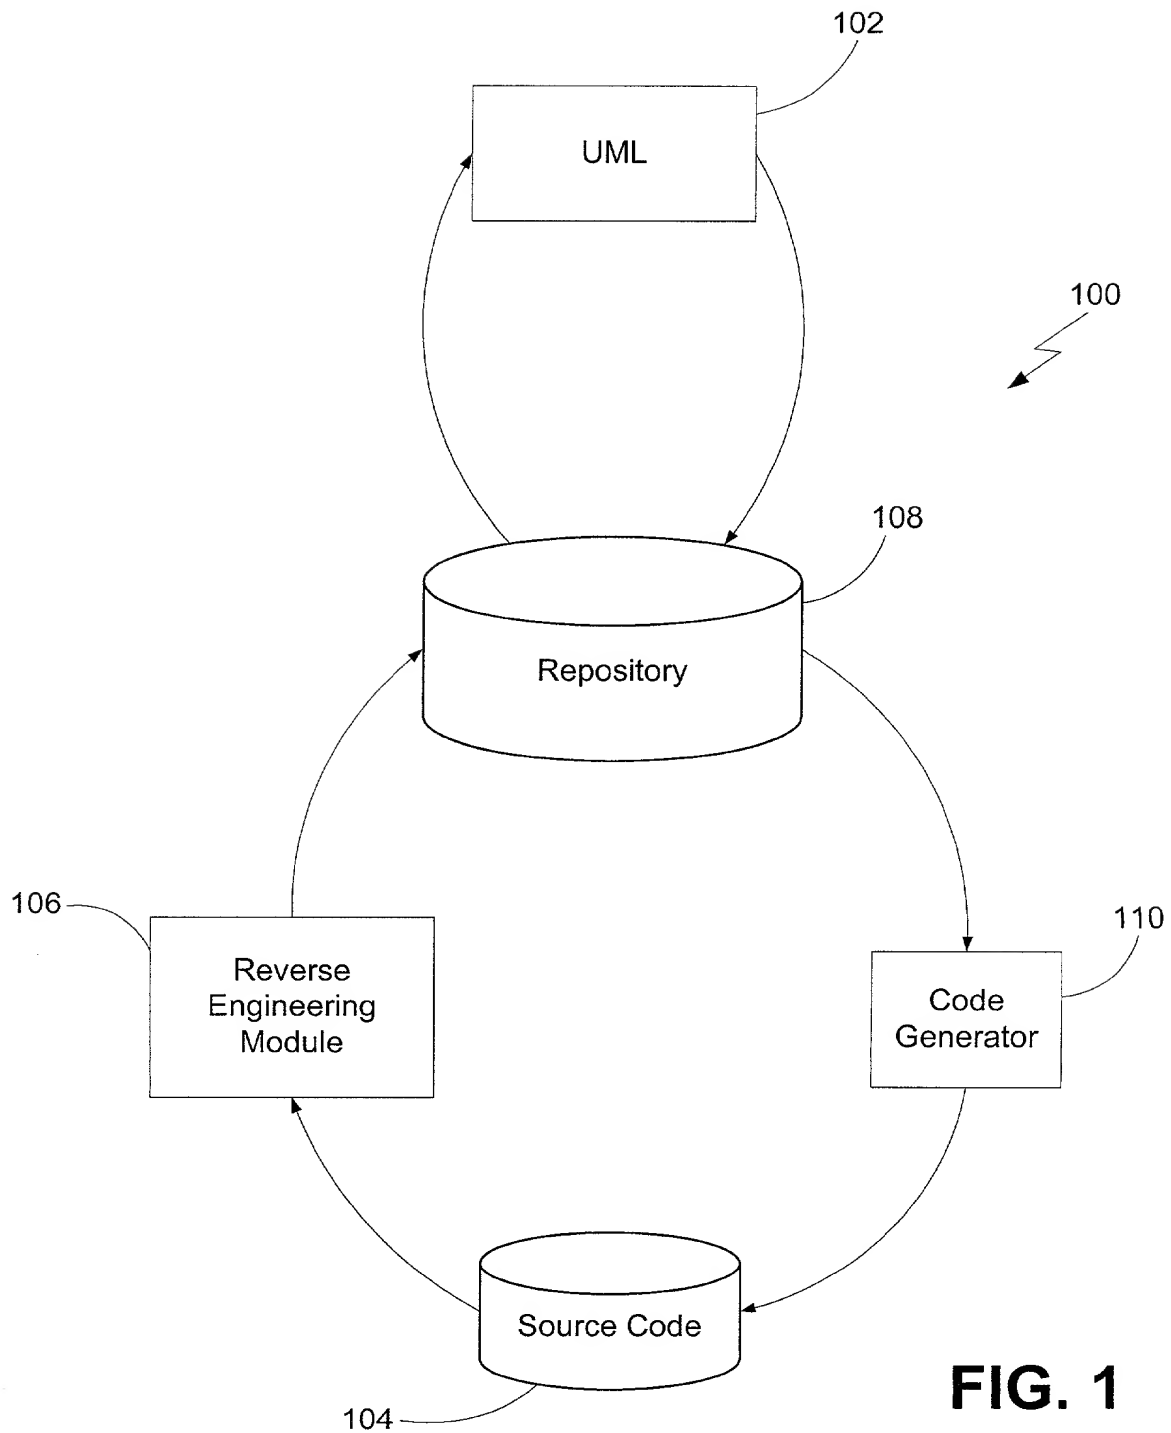 102
UML
100
108
Repository
106
Reverse
Engineering
Module
110
Code
Generator
Source Code
104
FIG. 1